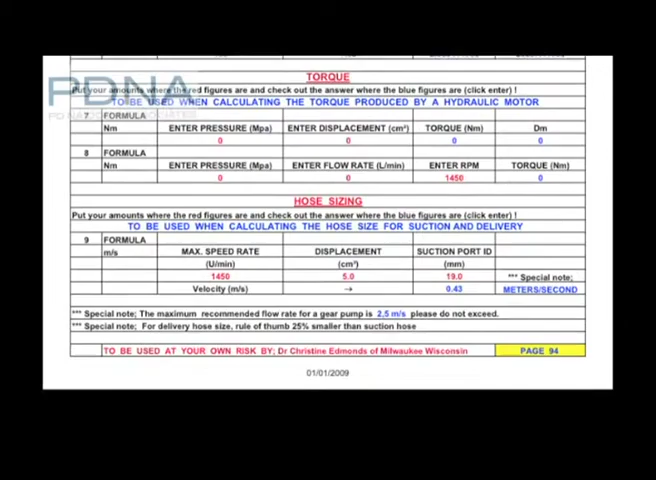 PDNA
TORQUE
Put your amounts where the red figures are and check out the answer where the blue figures are (click enter) !
TO BE USED WHEN CALCULATING THE TORQUE PRODUCED BY A HYDRAULIC MOTOR
7 FORMULA
Nm ENTER PRESSURE (Mpa) ENTER DISPLACEMENT (cm³) TORQUE (Nm) Dm
0 0 0 0
8 FORMULA
Nm ENTER PRESSURE (Mpa) ENTER FLOW RATE (L/min) ENTER RPM TORQUE (Nm)
0 0 1450 0
HOSE SIZING
Put your amounts where the red figures are and check out the answer where the blue figures are (click enter) !
TO BE USED WHEN CALCULATING THE HOSE SIZE FOR SUCTION AND DELIVERY
9 FORMULA
m/s MAX. SPEED RATE DISPLACEMENT SUCTION PORT ID
(U/min) (cm³) (mm)
1450 5.0 19.0 *** Special note;
Velocity (m/s) → 0.43 METERS/SECOND
*** Special note; The maximum recommended flow rate for a gear pump is 2,5 m/s please do not exceed.
*** Special note; For delivery hose size, rule of thumb 25% smaller than suction hose
TO BE USED AT YOUR OWN RISK BY; Dr Christine Edmonds of Milwaukee Wisconsin PAGE 94
01/01/2009